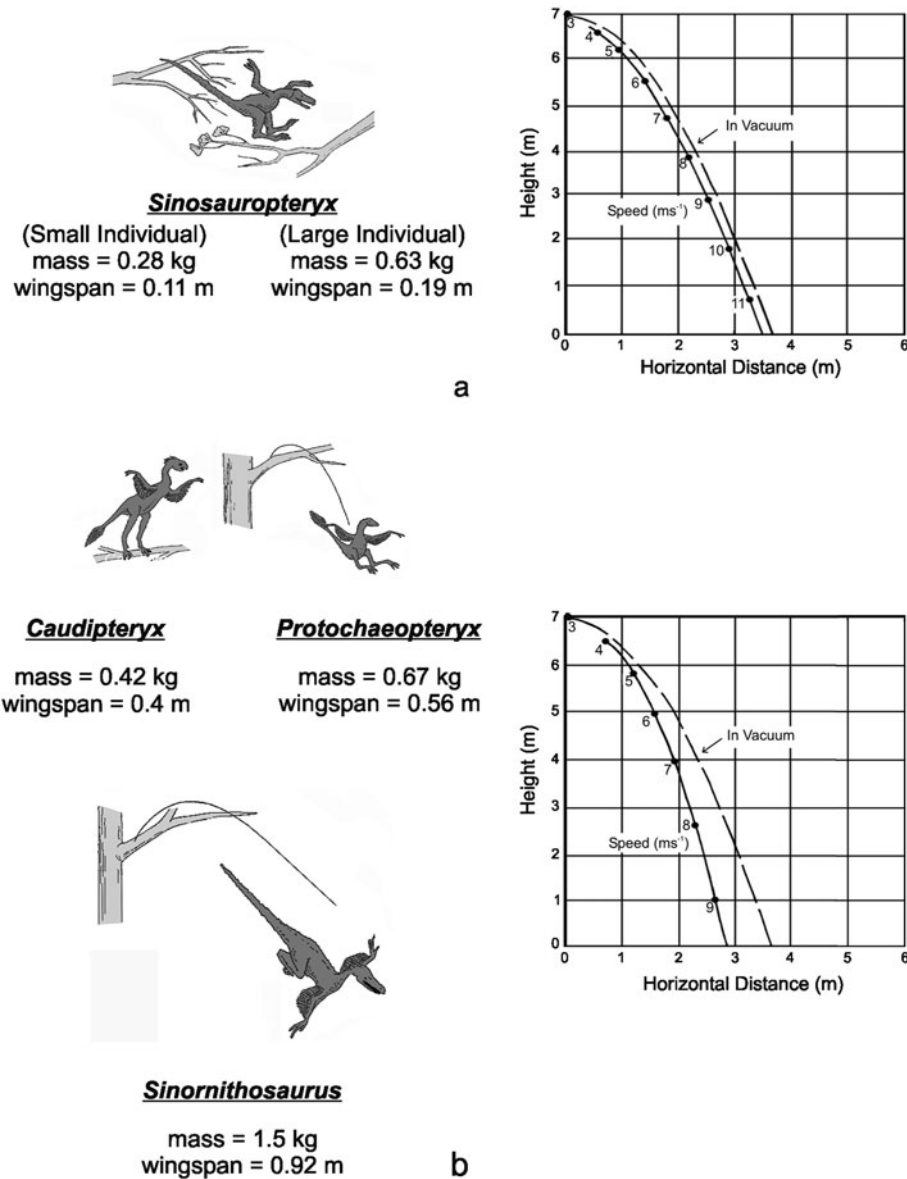 Sinosauropteryx
(Small Individual) (Large Individual)
mass = 0.28 kg mass = 0.63 kg
wingspan = 0.11 m wingspan = 0.19 m
7
6
5
4
3
2
1
0
Height (m)
3
4
5
6
7
8
9
10
11
In Vacuum
Speed (ms⁻¹)
0 1 2 3 4 5 6
Horizontal Distance (m)
a
Caudipteryx Protochaeopteryx
mass = 0.42 kg mass = 0.67 kg
wingspan = 0.4 m wingspan = 0.56 m
7
6
5
4
3
2
1
0
Height (m)
3
4
5
6
7
8
9
In Vacuum
Speed (ms⁻¹)
0 1 2 3 4 5 6
Horizontal Distance (m)
Sinornithosaurus
mass = 1.5 kg
wingspan = 0.92 m
b